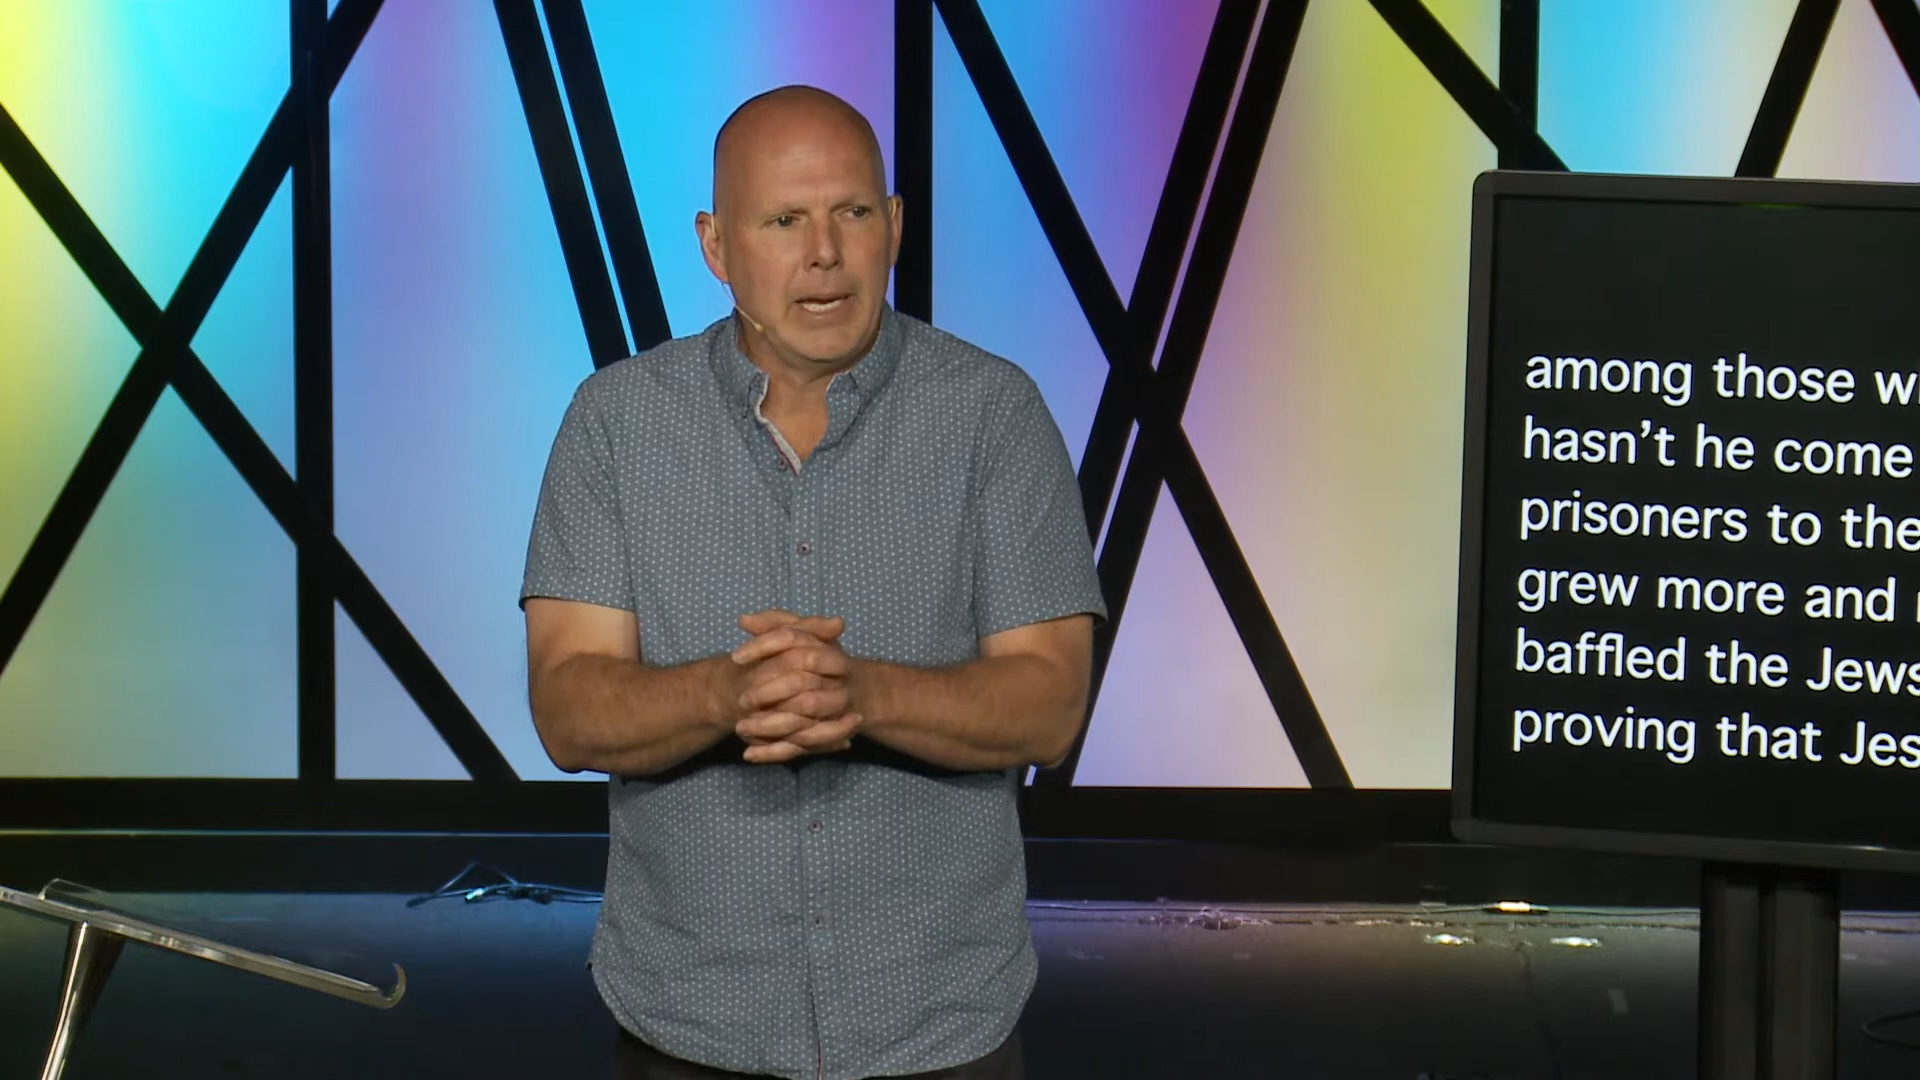 among those
hasn't he come
prisoners to the
grew more and
baffled the Jews
proving that Jes